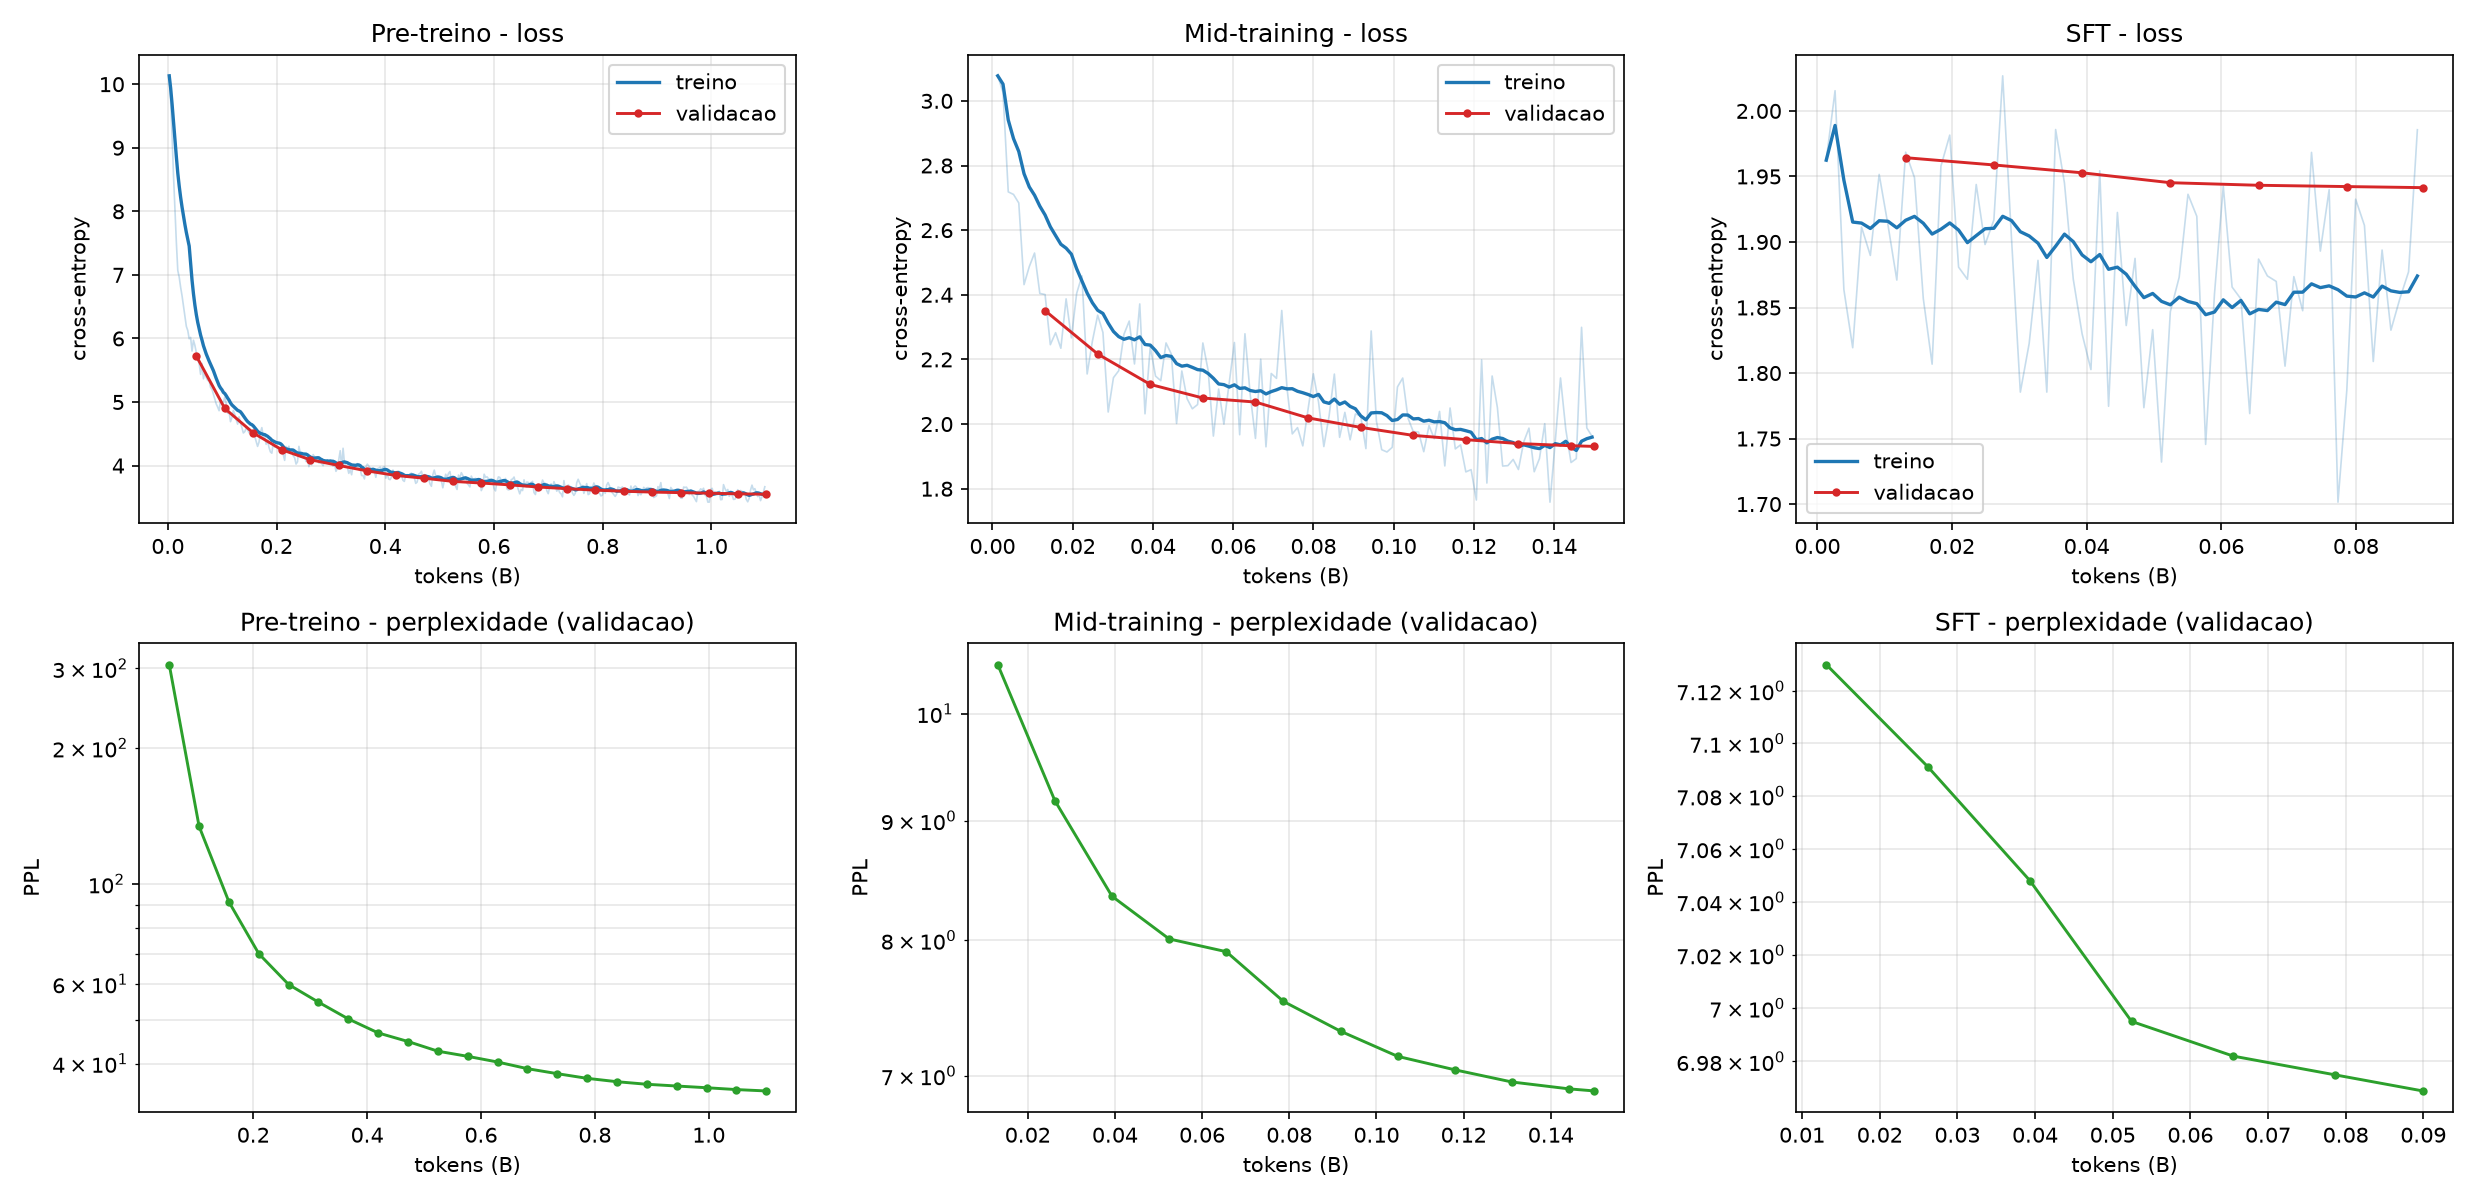 Pre-treino - loss
10
9
8
7
6
5
4
cross-entropy
treino
validacao
0.0 0.2 0.4 0.6 0.8 1.0
tokens (B)
Mid-training - loss
3.0
2.8
2.6
2.4
2.2
2.0
1.8
cross-entropy
treino
validacao
0.00 0.02 0.04 0.06 0.08 0.10 0.12 0.14
tokens (B)
SFT - loss
2.00
1.95
1.90
1.85
1.80
1.75
1.70
cross-entropy
treino
validacao
0.00 0.02 0.04 0.06 0.08
tokens (B)
Pre-treino - perplexidade (validacao)
3 × 10²
2 × 10²
10²
6 × 10¹
4 × 10¹
PPL
0.2 0.4 0.6 0.8 1.0
tokens (B)
Mid-training - perplexidade (validacao)
10¹
9 × 10⁰
8 × 10⁰
7 × 10⁰
PPL
0.02 0.04 0.06 0.08 0.10 0.12 0.14
tokens (B)
SFT - perplexidade (validacao)
7.12 × 10⁰
7.1 × 10⁰
7.08 × 10⁰
7.06 × 10⁰
7.04 × 10⁰
7.02 × 10⁰
7 × 10⁰
6.98 × 10⁰
PPL
0.01 0.02 0.03 0.04 0.05 0.06 0.07 0.08 0.09
tokens (B)